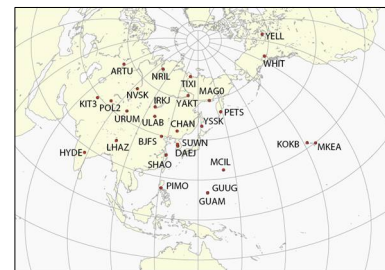 YELL
WHIT
ARTU
NRIL
TIXI
MAG0
NVSK
KIT3
POL2
IRKJ
YAKT
PETS
URUM
ULAB
CHAN
YSSK
BJFS
SUWN
DAEJ
HYDE
LHAZ
SHAO
KOKB
MKEA
MCIL
PIMO
GUUG
GUAM